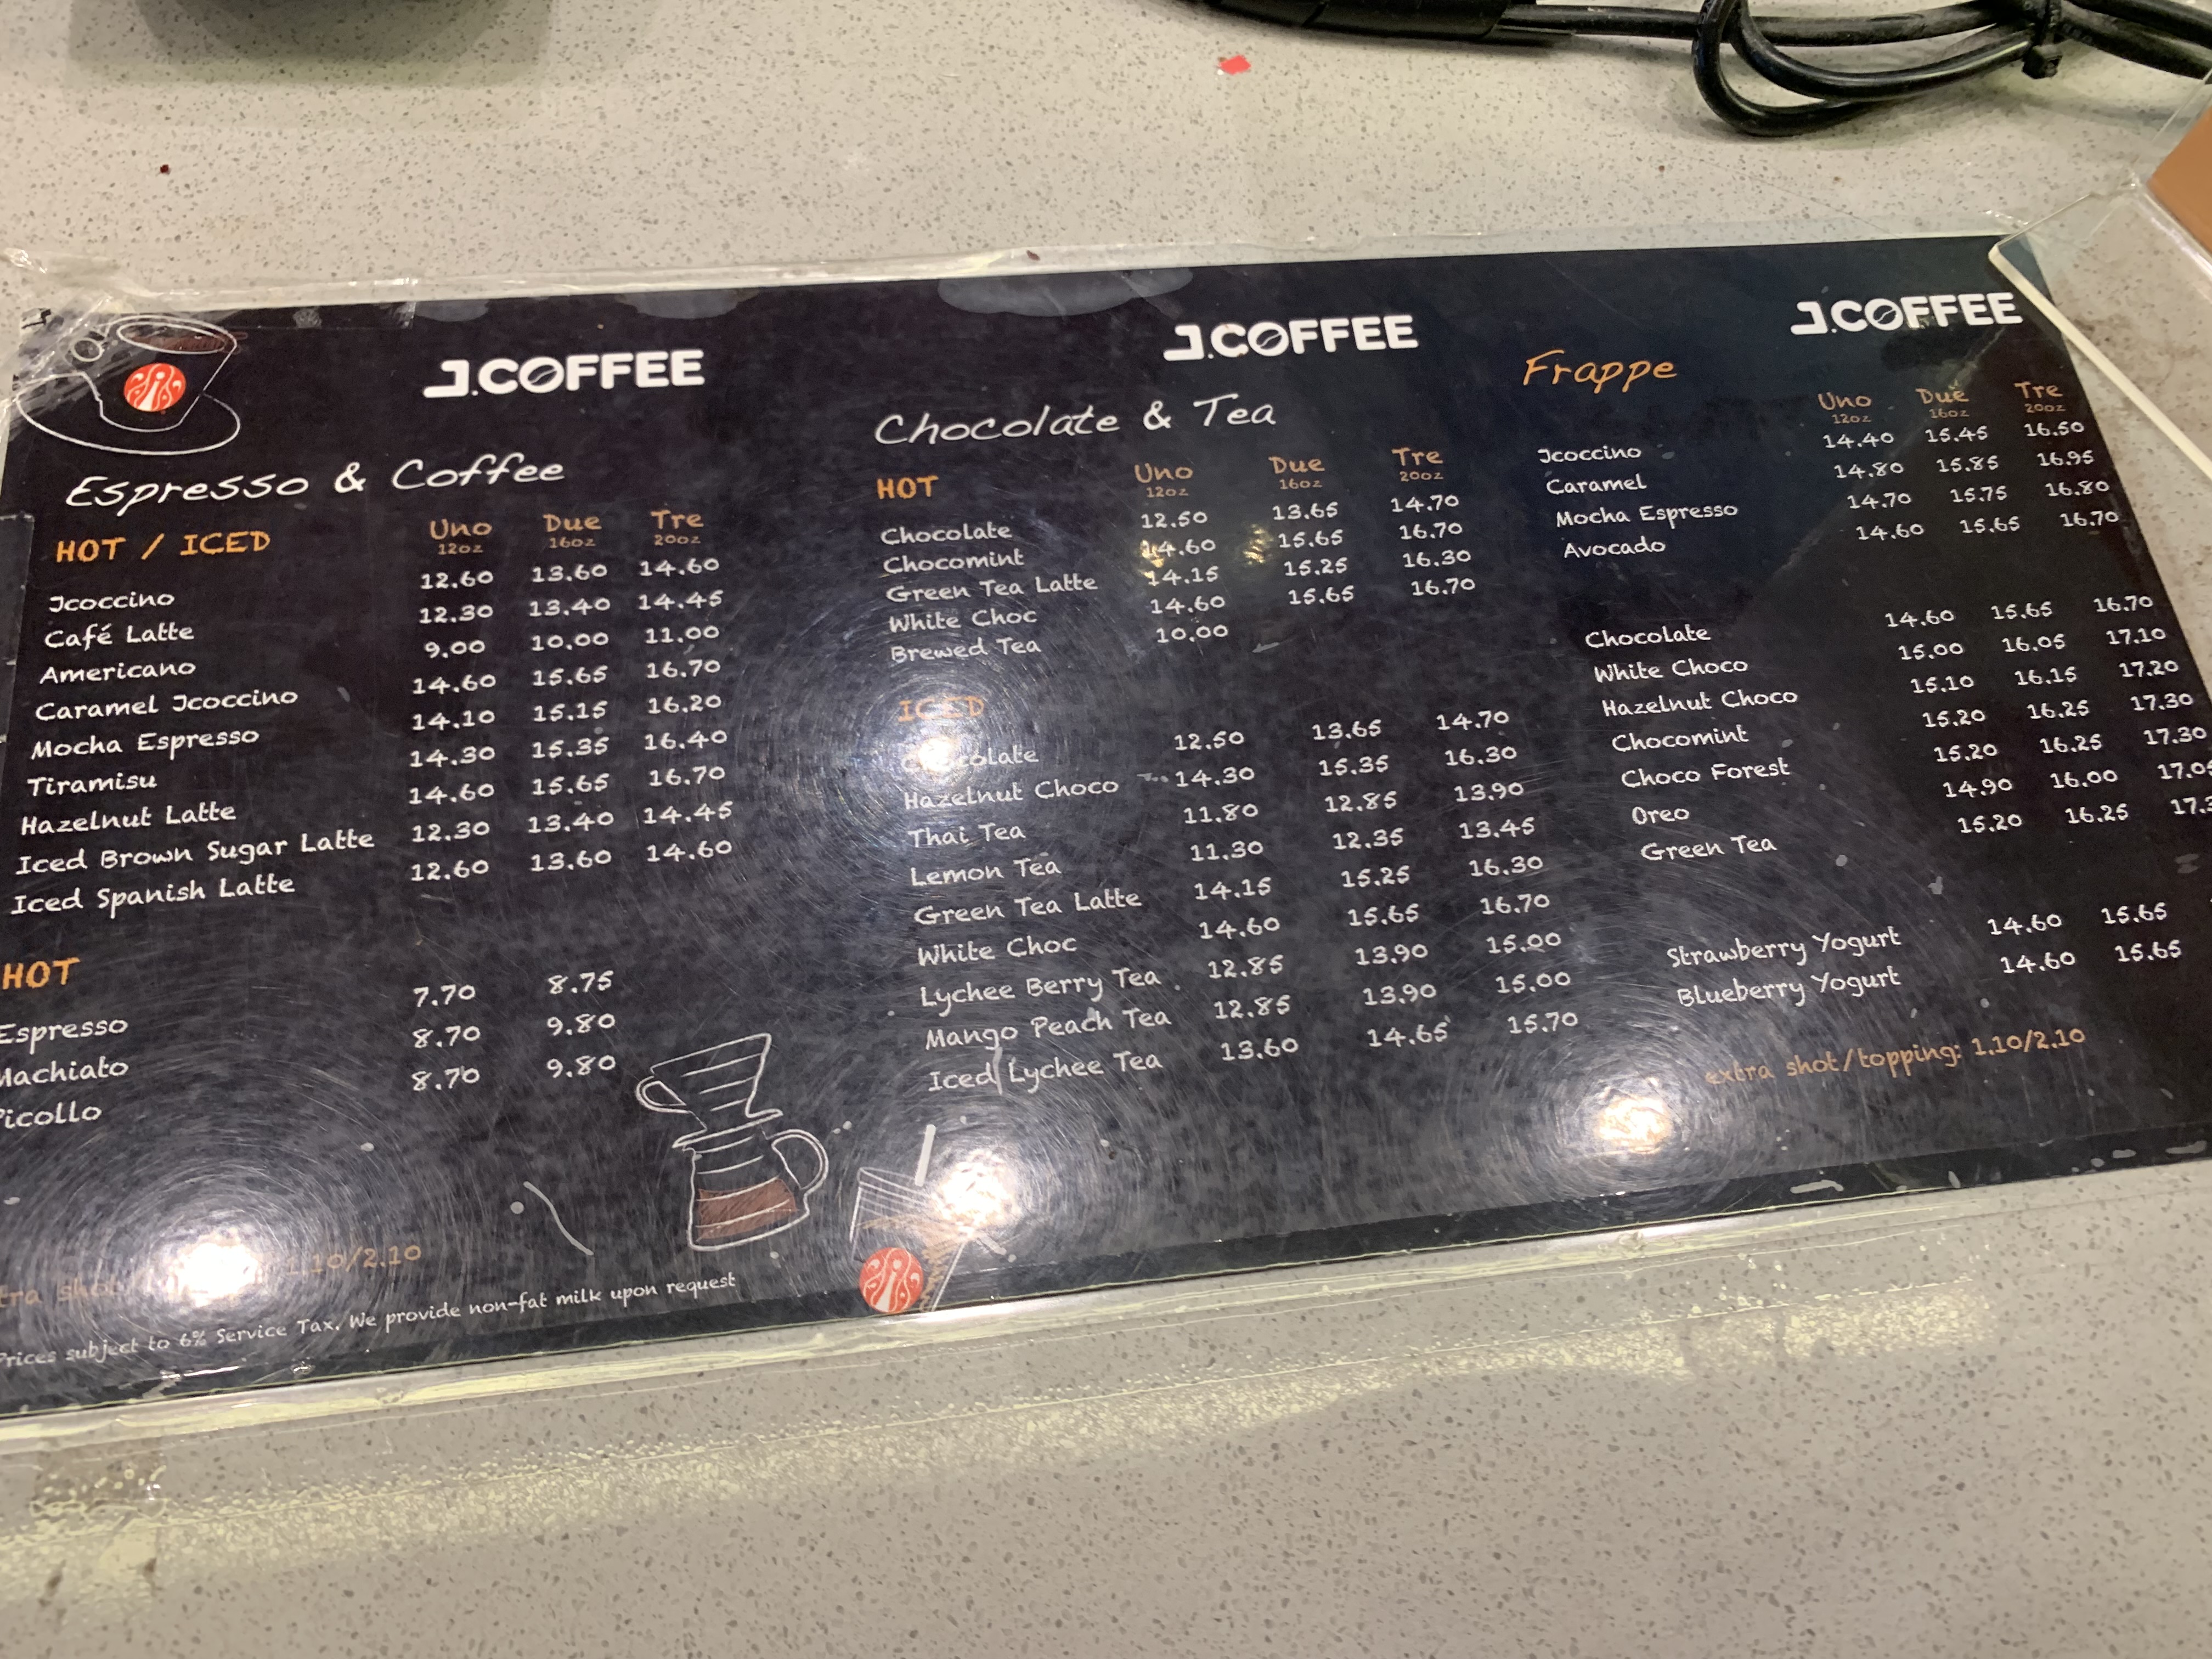 J.COFFEE
Espresso & Coffee
HOT / ICED Uno Due Tre
12oz 16oz 20oz
Jcoccino 12.60 13.60 14.60
Café Latte 12.30 13.40 14.45
Americano 9.00 10.00 11.00
Caramel Jcoccino 14.60 15.65 16.70
Mocha Espresso 14.10 15.15 16.20
Tiramisu 14.30 15.35 16.40
Hazelnut Latte 14.60 15.65 16.70
Iced Brown Sugar Latte 12.30 13.40 14.45
Iced Spanish Latte 12.60 13.60 14.60
HOT
Espresso 7.70 8.75
Machiato 8.70 9.80
Picollo 8.70 9.80
1.10/2.10
Prices subject to 6% Service Tax. We provide non-fat milk upon request
J.COFFEE
Chocolate & Tea
HOT Uno Due Tre
12oz 16oz 20oz
Chocolate 12.50 13.65 14.70
Chocomint 14.60 15.65 16.70
Green Tea Latte 14.15 15.25 16.30
White Choc 14.60 15.65 16.70
Brewed Tea 10.00
ICED
Chocolate 12.50 13.65 14.70
Hazelnut Choco 14.30 15.35 16.30
Thai Tea 11.80 12.85 13.90
Lemon Tea 11.30 12.35 13.45
Green Tea Latte 14.15 15.25 16.30
White Choc 14.60 15.65 16.70
Lychee Berry Tea 12.85 13.90 15.00
Mango Peach Tea 12.85 13.90 15.00
Iced Lychee Tea 13.60 14.65 15.70
J.COFFEE
Frappe
Uno Due Tre
12oz 16oz 20oz
Jcoccino 14.40 15.45 16.50
Caramel 14.80 15.85 16.95
Mocha Espresso 14.70 15.75 16.80
Avocado 14.60 15.65 16.70
Chocolate 14.60 15.65 16.70
White Choco 15.00 16.05 17.10
Hazelnut Choco 15.10 16.15 17.20
Chocomint 15.20 16.25 17.30
Choco Forest 15.20 16.25 17.30
Oreo 14.90 16.00
Green Tea 15.20 16.25
Strawberry Yogurt 14.60 15.65
Blueberry Yogurt 14.60 15.65
extra shot/topping: 1.10/2.10